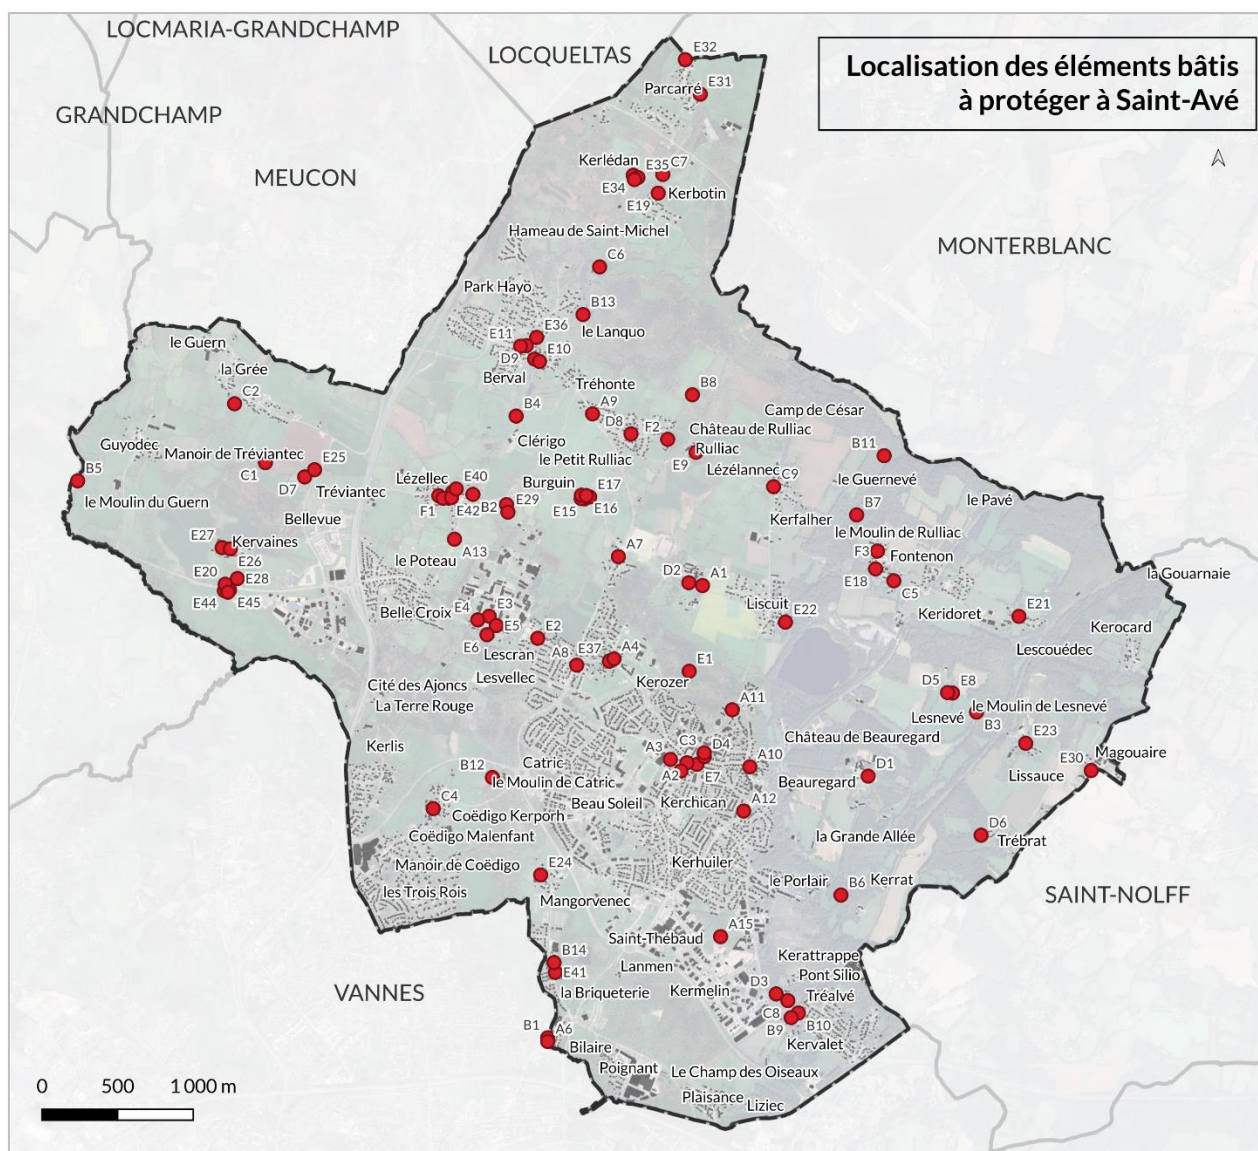 LOCMARIA-GRANDCHAMP
LOCQUELTAS
Localisation des éléments bâtis
à protéger à Saint-Avé
E32
Parcarré
E31
GRANDCHAMP
MEUCON
Kerlédan
E35
C7
E34
E19
Kerbotin
Hameau de Saint-Michel
MONTERBLANC
C6
Park Hayo
B13
le Lanquo
E36
E11
E10
D9
Berval
le Guern
la Grée
C2
Tréhonte
B8
A9
Camp de César
B4
D8
F2
Château de Rulliac
Clérigo
Rulliac
Guyodec
Manoir de Tréviantec
le Petit Rulliac
E9
B11
E25
C1
Lézélannec
B5
D7
Tréviantec
Lézellec
E40
Burguin
E17
C9
le Guernevé
le Moulin du Guern
F1
E42
B2
E29
E15
E16
B7
le Pavé
Bellevue
Kerfalher
le Moulin de Rulliac
E27
Kervaines
A13
A7
F3
Fontenon
E26
le Poteau
E20
E28
D2
A1
E18
C5
la Gouarnaie
E44
E45
Belle Croix
E4
E3
Liscuit
E22
Keridoret
E21
E5
Kerocard
E6
E2
Lescran
A8
E37
A4
Lescouédec
Lesvellec
Kerozer
E1
Cité des Ajoncs
D5
E8
La Terre Rouge
A11
Lesnevé
le Moulin de Lesnevé
B3
Kerlis
Château de Beauregard
E23
C3
D4
A3
A10
Magouaire
Catric
E30
B12
le Moulin de Catric
A2
E7
Beauregard
D1
Lissauce
C4
Beau Soleil
Kerchican
Coëdigo Kerporh
A12
Coëdigo Malenfant
la Grande Allée
D6
Trébrat
Manoir de Coëdigo
E24
Kerhuiler
les Trois Rois
le Porlair
B6
Kerrat
Mangorvenec
SAINT-NOLFF
A15
Saint-Thébaud
B14
Lanmen
Kerattrappe
E41
Pont Silio
la Briqueterie
Kermelin
D3
Tréalvé
VANNES
C8
B10
B9
B1
A6
Kervalet
Bilaire
Poignant
Le Champ des Oiseaux
0 500 1 000 m
Plaisance
Liziec